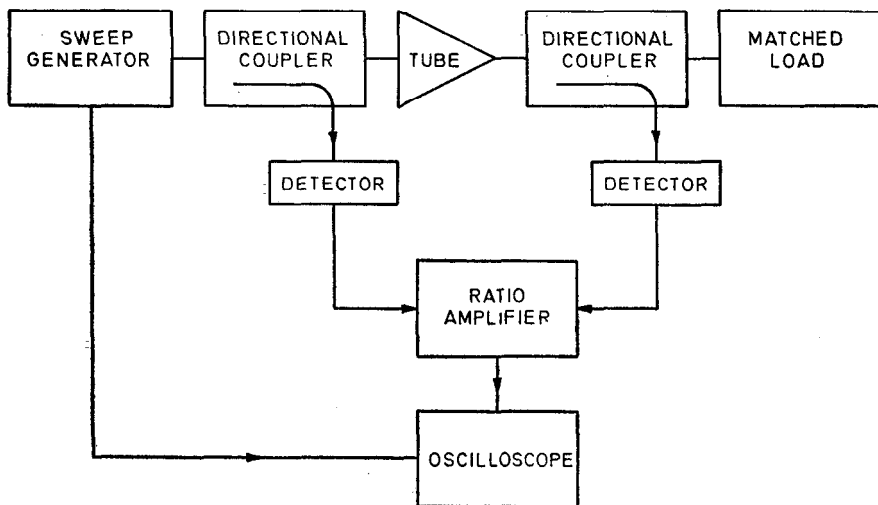 SWEEP
GENERATOR
DIRECTIONAL
COUPLER
TUBE
DIRECTIONAL
COUPLER
MATCHED
LOAD
DETECTOR
DETECTOR
RATIO
AMPLIFIER
OSCILLOSCOPE